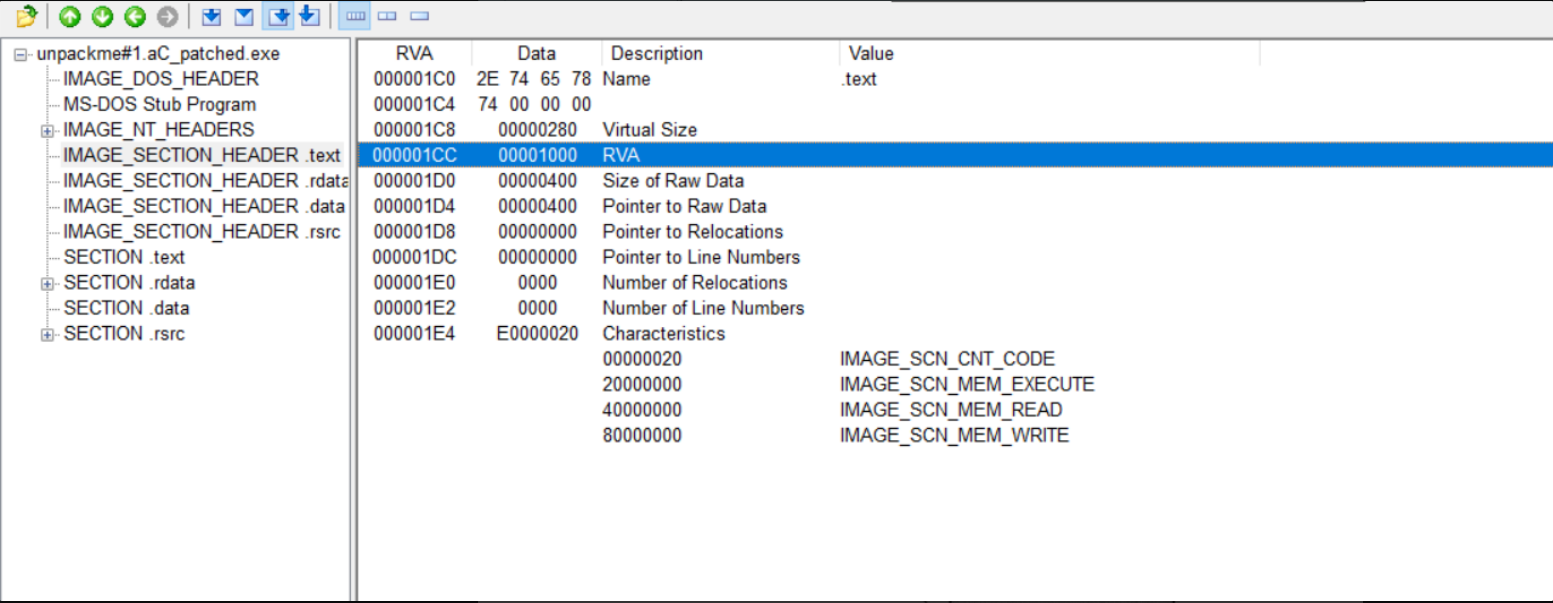 unpackme#1.aC_patched.exe
IMAGE_DOS_HEADER
MS-DOS Stub Program
IMAGE_NT_HEADERS
IMAGE_SECTION_HEADER .text
IMAGE_SECTION_HEADER .rdata
IMAGE_SECTION_HEADER .data
IMAGE_SECTION_HEADER .rsrc
SECTION .text
SECTION .rdata
SECTION .data
SECTION .rsrc
RVA Data Description Value
000001C0 2E 74 65 78 Name .text
000001C4 74 00 00 00
000001C8 00000280 Virtual Size
000001CC 00001000 RVA
000001D0 00000400 Size of Raw Data
000001D4 00000400 Pointer to Raw Data
000001D8 00000000 Pointer to Relocations
000001DC 00000000 Pointer to Line Numbers
000001E0 0000 Number of Relocations
000001E2 0000 Number of Line Numbers
000001E4 E0000020 Characteristics
00000020 IMAGE_SCN_CNT_CODE
20000000 IMAGE_SCN_MEM_EXECUTE
40000000 IMAGE_SCN_MEM_READ
80000000 IMAGE_SCN_MEM_WRITE